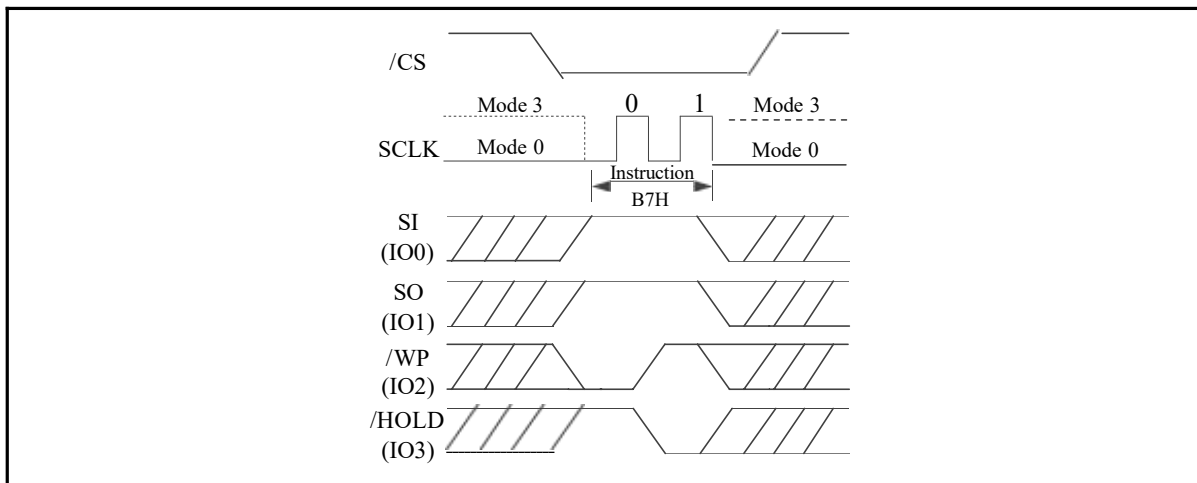 /CS
Mode 3 0 1 Mode 3
SCLK Mode 0 Mode 0
Instruction
B7H
SI
(IO0)
SO
(IO1)
/WP
(IO2)
/HOLD
(IO3)